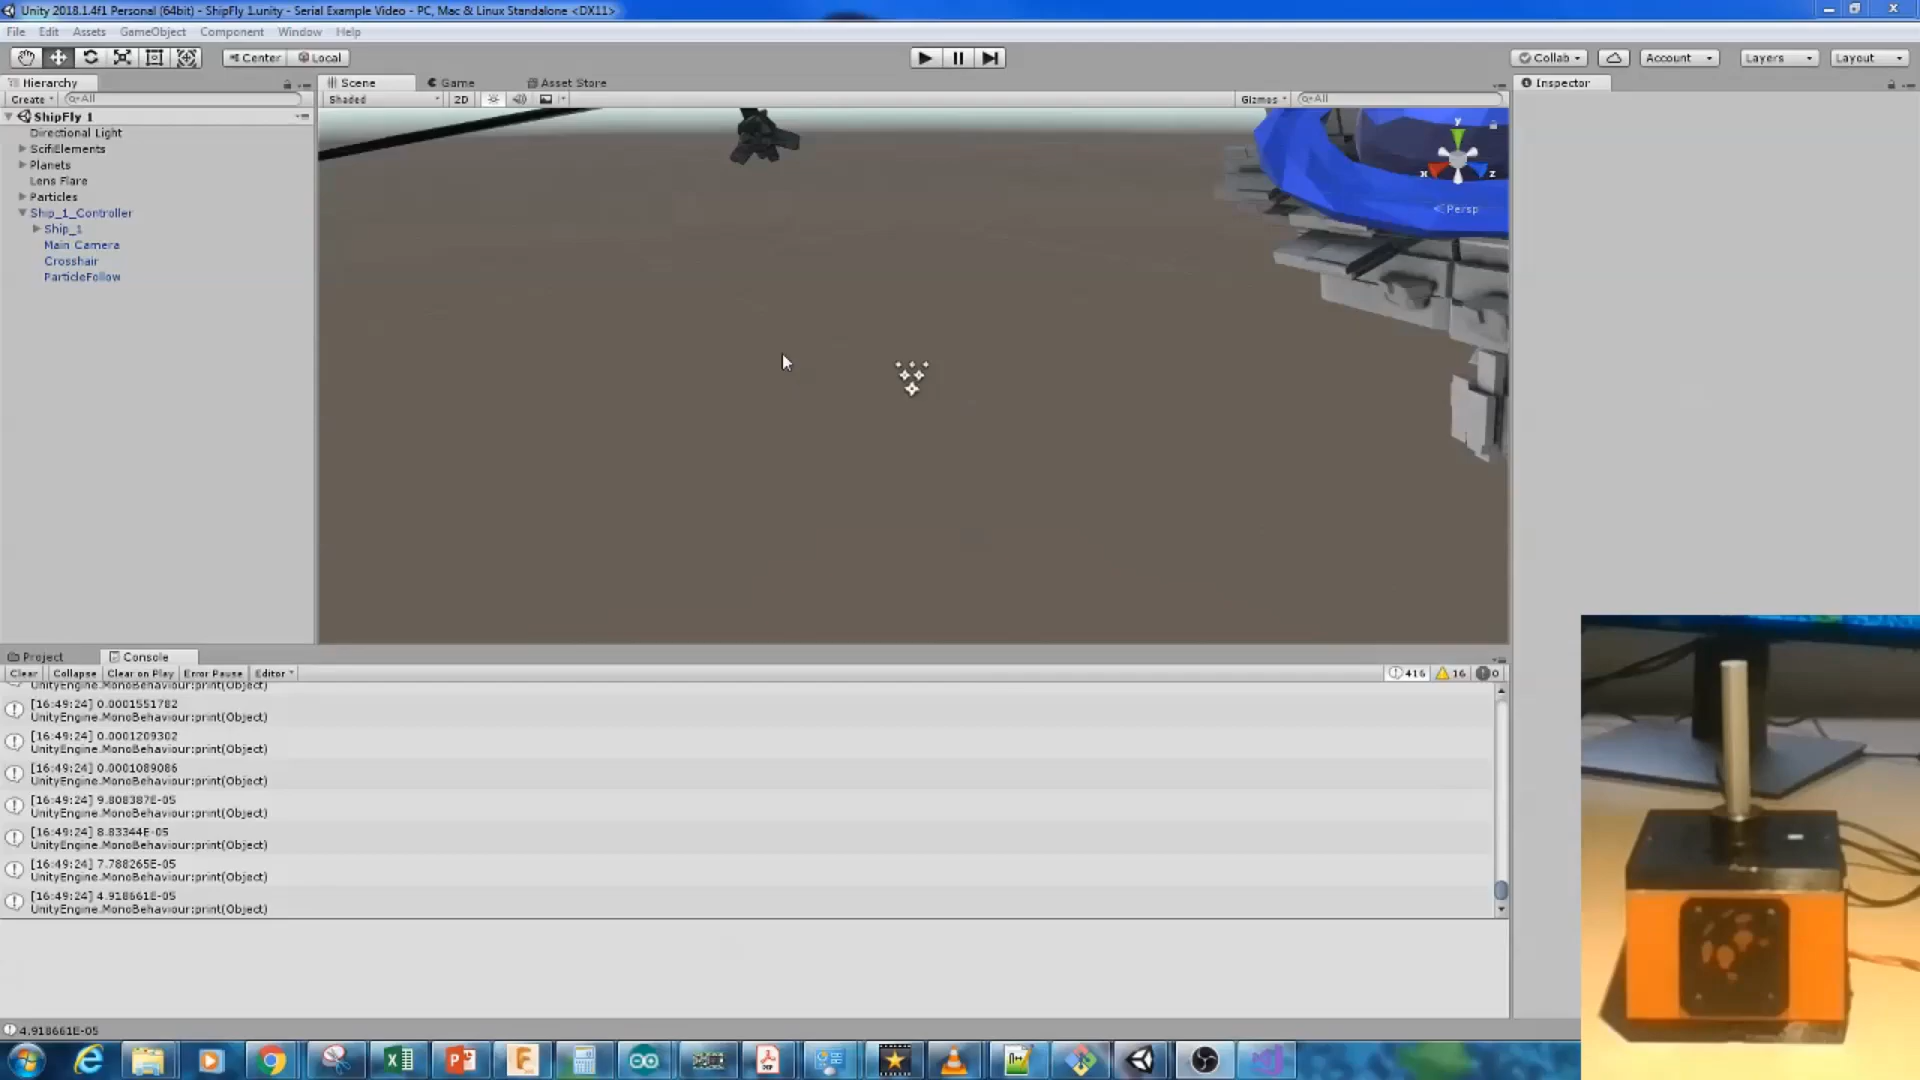 Unity 2018.1.4f1 Personal (64bit) - ShipFly 1.unity - Serial Example Video - PC, Mac & Linux Standalone <DX11>
File Edit Assets GameObject Component Window Help
Center Local Collab Account Layers Layout
Hierarchy Scene Game Asset Store Inspector
Create All Shaded 2D Gizmos All
ShipFly 1
Directional Light
ScifiElements
Planets
Lens Flare
Particles
Ship_1_Controller
Ship_1
Main Camera
Crosshair
ParticleFollow
y
x z
Persp
Project Console
Clear Collapse Clear on Play Error Pause Editor 416 16 0
UnityEngine.MonoBehaviour:print(Object)
[16:49:24] 0.0001551782
UnityEngine.MonoBehaviour:print(Object)
[16:49:24] 0.0001209302
UnityEngine.MonoBehaviour:print(Object)
[16:49:24] 0.0001089086
UnityEngine.MonoBehaviour:print(Object)
[16:49:24] 9.808387E-05
UnityEngine.MonoBehaviour:print(Object)
[16:49:24] 8.83344E-05
UnityEngine.MonoBehaviour:print(Object)
[16:49:24] 7.788265E-05
UnityEngine.MonoBehaviour:print(Object)
[16:49:24] 4.918661E-05
UnityEngine.MonoBehaviour:print(Object)
4.918661E-05